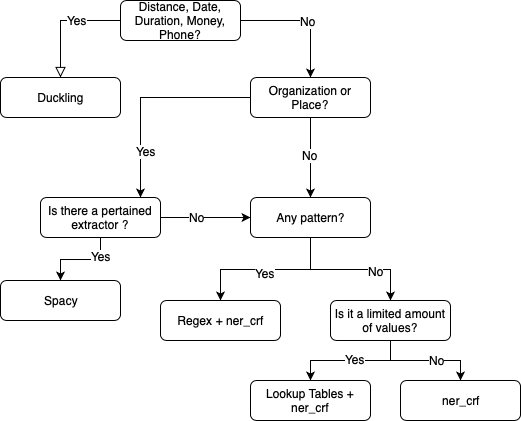 Distance, Date,
Duration, Money,
Phone?
Yes
No
Duckling
Organization or
Place?
Yes
No
Is there a pertained
extractor ?
No
Any pattern?
Yes
Yes
No
Spacy
Regex + ner_crf
Is it a limited amount
of values?
Yes
No
Lookup Tables +
ner_crf
ner_crf